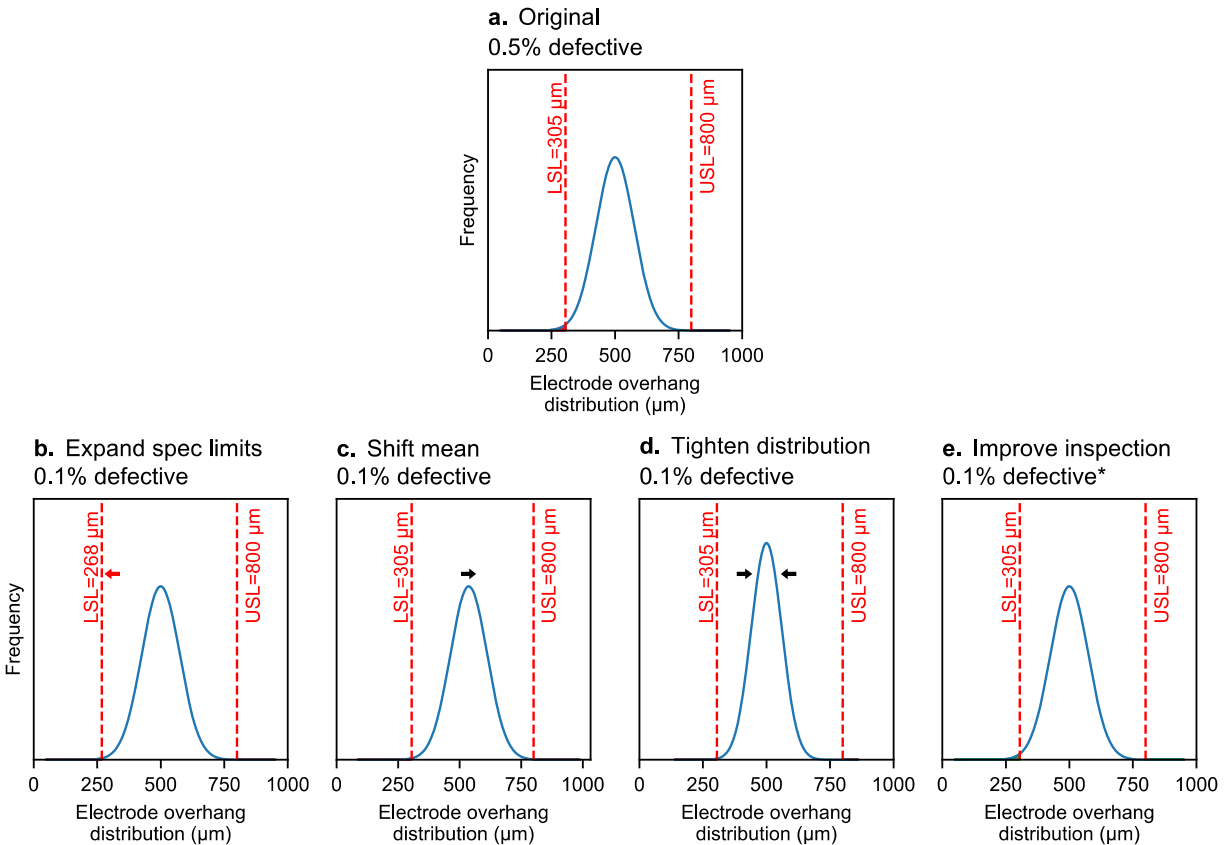 a. Original
0.5% defective
LSL=305 µm
USL=800 µm
Frequency
0 250 500 750 1000
Electrode overhang
distribution (µm)
b. Expand spec limits
0.1% defective
LSL=268 µm
USL=800 µm
Frequency
0 250 500 750 1000
Electrode overhang
distribution (µm)
c. Shift mean
0.1% defective
LSL=305 µm
USL=800 µm
0 250 500 750 1000
Electrode overhang
distribution (µm)
d. Tighten distribution
0.1% defective
LSL=305 µm
USL=800 µm
0 250 500 750 1000
Electrode overhang
distribution (µm)
e. Improve inspection
0.1% defective*
LSL=305 µm
USL=800 µm
0 250 500 750 1000
Electrode overhang
distribution (µm)